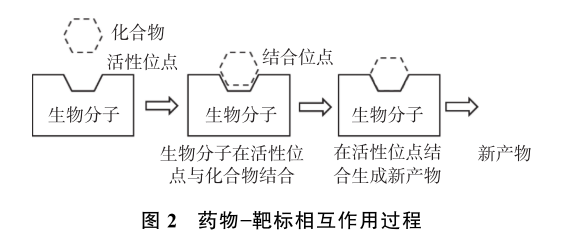 化合物
活性位点
结合位点
生物分子
生物分子
生物分子
生物分子在活性位
点与化合物结合
在活性位点结
合生成新产物
新产物
图 2 药物-靶标相互作用过程